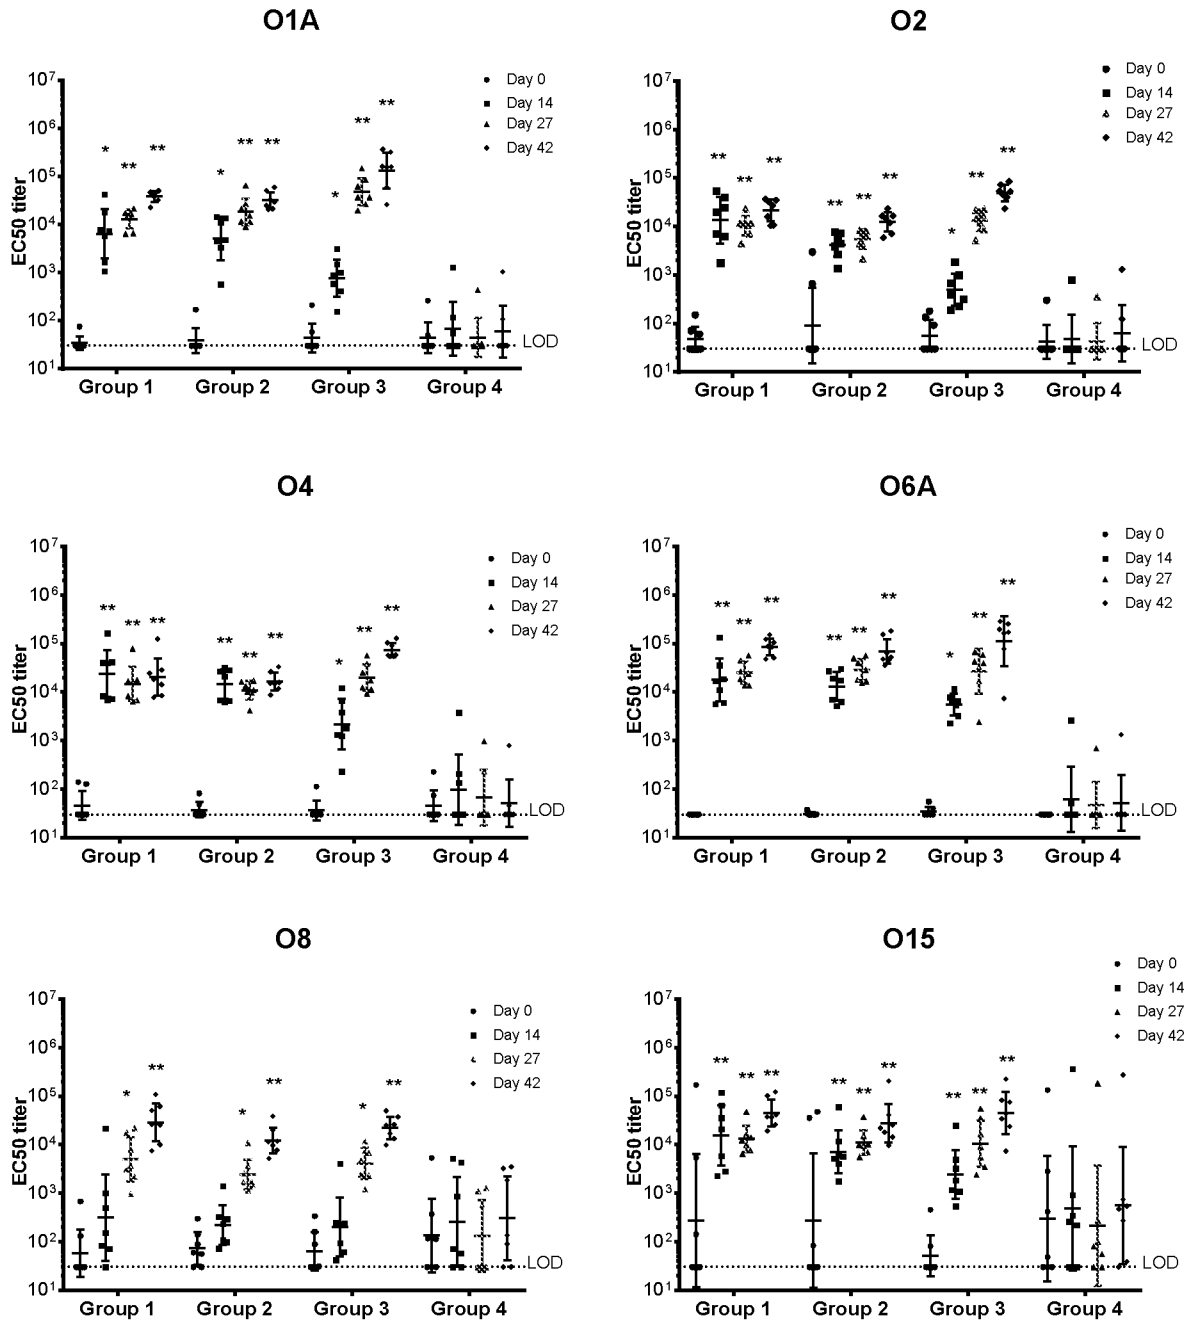 O1A
EC50 titer
10⁷
10⁶
10⁵
10⁴
10³
10²
10¹
Day 0
Day 14
Day 27
Day 42
* ** ** * ** ** * ** **
LOD
Group 1 Group 2 Group 3 Group 4
O2
EC50 titer
10⁷
10⁶
10⁵
10⁴
10³
10²
10¹
Day 0
Day 14
Day 27
Day 42
** ** ** ** ** ** * ** **
LOD
Group 1 Group 2 Group 3 Group 4
O4
EC50 titer
10⁷
10⁶
10⁵
10⁴
10³
10²
10¹
Day 0
Day 14
Day 27
Day 42
** ** ** ** ** ** * ** **
LOD
Group 1 Group 2 Group 3 Group 4
O6A
EC50 titer
10⁷
10⁶
10⁵
10⁴
10³
10²
10¹
Day 0
Day 14
Day 27
Day 42
** ** ** ** ** ** * ** **
LOD
Group 1 Group 2 Group 3 Group 4
O8
EC50 titer
10⁷
10⁶
10⁵
10⁴
10³
10²
10¹
Day 0
Day 14
Day 27
Day 42
* ** * ** * **
LOD
Group 1 Group 2 Group 3 Group 4
O15
EC50 titer
10⁷
10⁶
10⁵
10⁴
10³
10²
10¹
Day 0
Day 14
Day 27
Day 42
** ** ** ** ** ** ** ** **
LOD
Group 1 Group 2 Group 3 Group 4